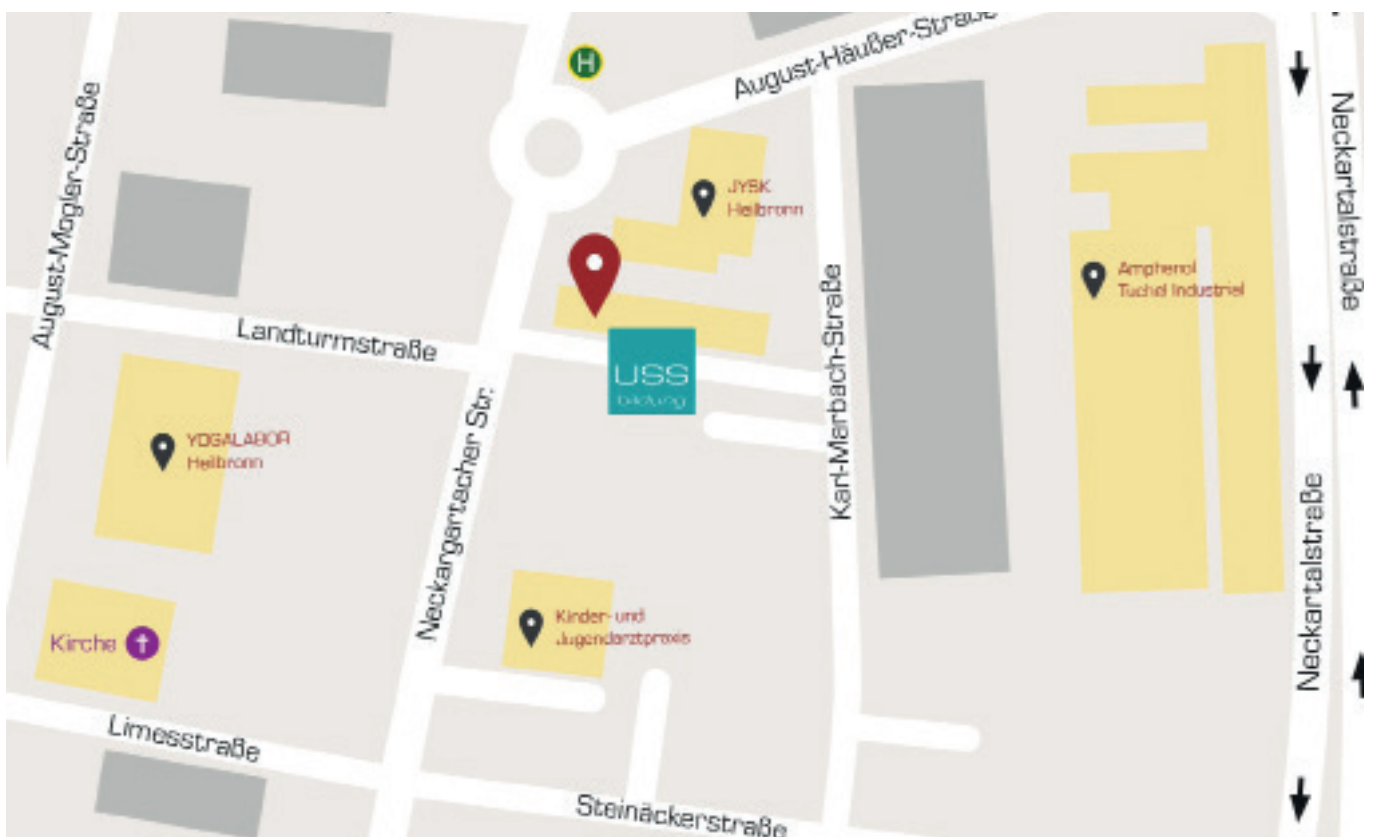 H
August-Häußer-Straße
August-Mogler-Straße
Neckartalstraße
JYSK
Heilbronn
Amphenol
Tuchel Industrial
Landturmstraße
Karl-Marbach-Straße
USS
bildung
YOGALABOR
Heilbronn
Neckargartacher Str.
Neckartalstraße
Kinder- und
Jugendarztpraxis
Kirche
Limesstraße
Steinäckerstraße